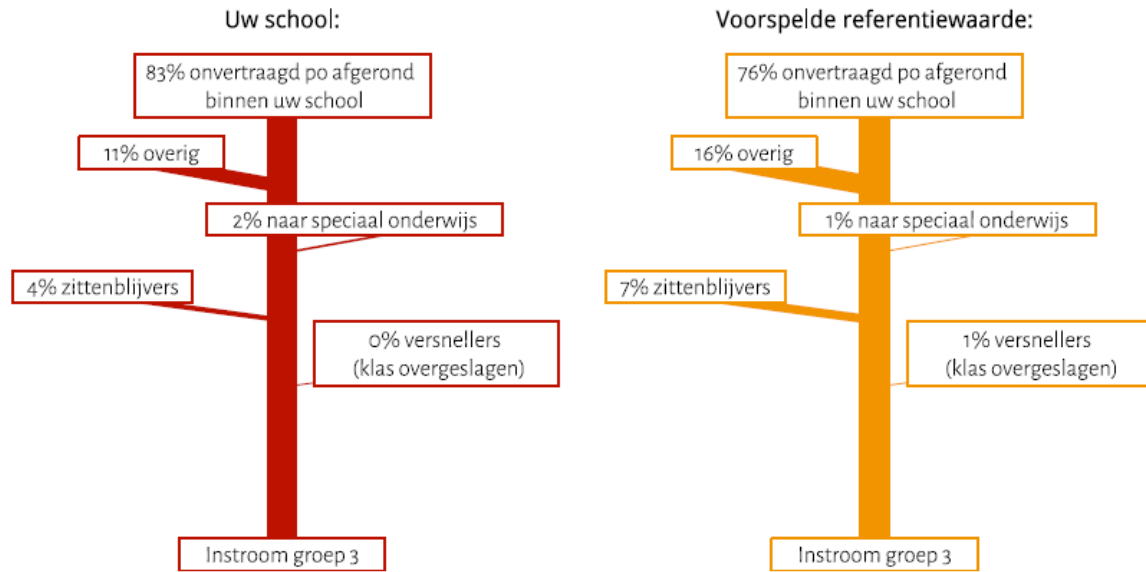 Uw school:
83% onvertraagd po afgerond
binnen uw school
11% overig
2% naar speciaal onderwijs
4% zittenblijvers
0% versnellers
(klas overgeslagen)
Instroom groep 3
Voorspelde referentiewaarde:
76% onvertraagd po afgerond
binnen uw school
16% overig
1% naar speciaal onderwijs
7% zittenblijvers
1% versnellers
(klas overgeslagen)
Instroom groep 3